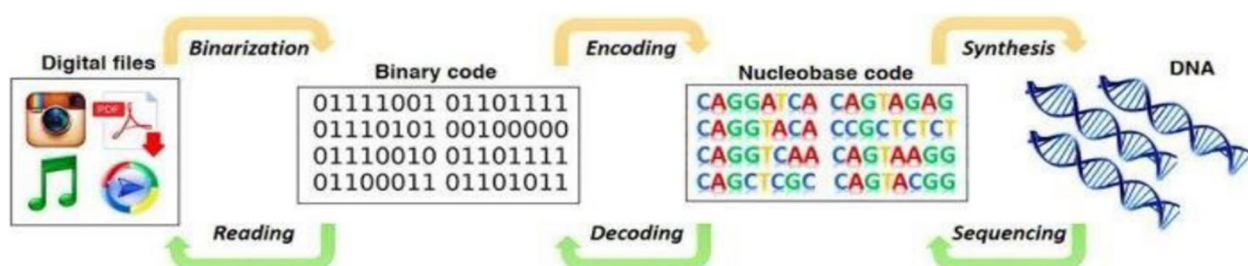 Binarization
Encoding
Synthesis
Digital files
Binary code
Nucleobase code
DNA
PDF
01111001 01101111
01110101 00100000
01110010 01101111
01100011 01101011
CAGGATCA CAGTAGAG
CAGGTACA CCGCTCTCT
CAGGTCAA CAGTAAGG
CAGCTCGC CAGTACGG
Reading
Decoding
Sequencing